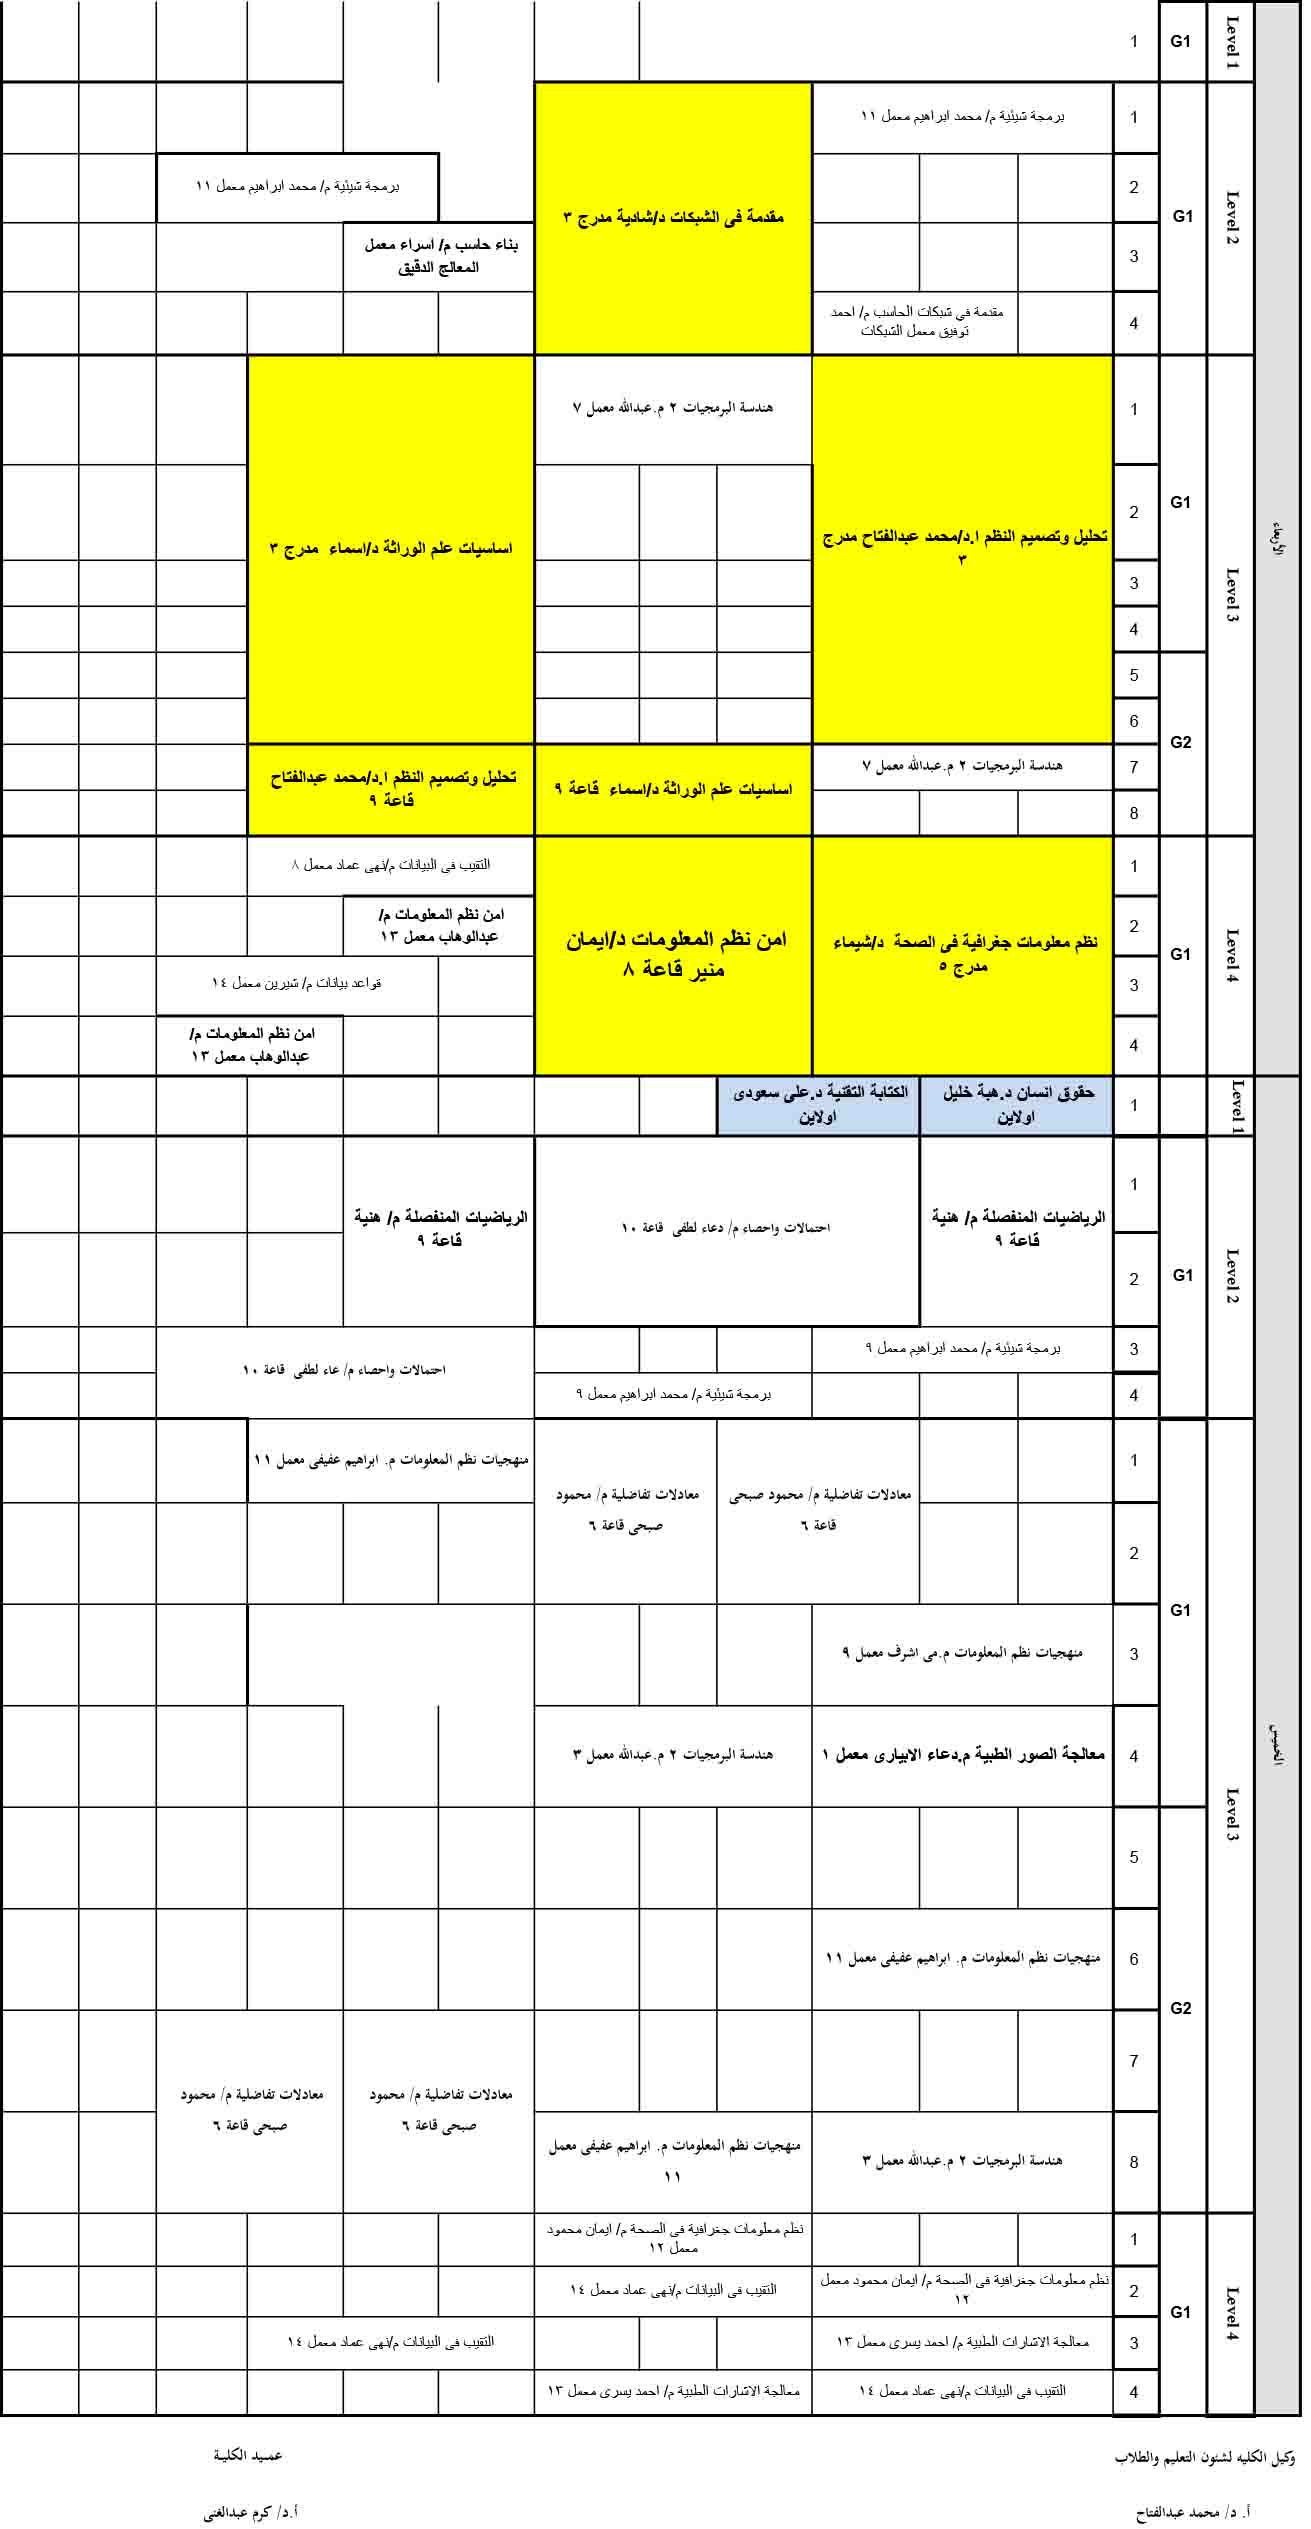 الأربعاء
Level 1
G1
1
Level 2
G1
1
برمجة شيئية م/ محمد ابراهيم معمل ١١
مقدمة فى الشبكات د/شادية مدرج ٣
2
برمجة شيئية م/ محمد ابراهيم معمل ١١
3
بناء حاسب م/ اسراء معمل
المعالج الدقيق
4
مقدمة في شبكات الحاسب م/ احمد
توفيق معمل الشبكات
Level 3
G1
1
تحليل وتصميم النظم ا.د/محمد عبدالفتاح مدرج
٣
هندسة البرمجيات ٢ م.عبدالله معمل ٧
اساسيات علم الوراثة د/اسماء مدرج ٣
2
3
4
G2
5
6
7
هندسة البرمجيات ٢ م.عبدالله معمل ٧
اساسيات علم الوراثة د/اسماء قاعة ٩
تحليل وتصميم النظم ا.د/محمد عبدالفتاح
قاعة ٩
8
Level 4
G1
1
نظم معلومات جغرافية فى الصحة د/شيماء
مدرج ٥
امن نظم المعلومات د/ايمان
منير قاعة ٨
التقيب فى البيانات م/نهى عماد معمل ٨
2
امن نظم المعلومات م/
عبدالوهاب معمل ١٣
3
قواعد بيانات م/ شيرين معمل ١٤
4
امن نظم المعلومات م/
عبدالوهاب معمل ١٣
الخميس
Level 1
1
حقوق انسان د.هبة خليل
اولاين
الكتابة التقنية د.على سعودى
اولاين
Level 2
G1
1
الرياضيات المنفصلة م/ هنية
قاعة ٩
احتمالات واحصاء م/ دعاء لطفى قاعة ١٠
الرياضيات المنفصلة م/ هنية
قاعة ٩
2
3
برمجة شيئية م/ محمد ابراهيم معمل ٩
احتمالات واحصاء م/ عاء لطفى قاعة ١٠
4
برمجة شيئية م/ محمد ابراهيم معمل ٩
Level 3
G1
1
معادلات تفاضلية م/ محمود صبحى
قاعة ٦
معادلات تفاضلية م/ محمود
صبحى قاعة ٦
منهجيات نظم المعلومات م. ابراهيم عفيفى معمل ١١
2
3
منهجيات نظم المعلومات م.مى اشرف معمل ٩
4
معالجة الصور الطبية م.دعاء الابيارى معمل ١
هندسة البرمجيات ٢ م.عبدالله معمل ٣
G2
5
6
منهجيات نظم المعلومات م. ابراهيم عفيفى معمل ١١
7
معادلات تفاضلية م/ محمود
صبحى قاعة ٦
معادلات تفاضلية م/ محمود
صبحى قاعة ٦
8
هندسة البرمجيات ٢ م.عبدالله معمل ٣
منهجيات نظم المعلومات م. ابراهيم عفيفى معمل
١١
Level 4
G1
1
نظم معلومات جغرافية فى الصحة م/ ايمان محمود
معمل ١٢
2
نظم معلومات جغرافية فى الصحة م/ ايمان محمود معمل
١٢
التقيب فى البيانات م/نهى عماد معمل ١٤
3
معالجة الاشارات الطبية م/ احمد يسرى معمل ١٣
التقيب فى البيانات م/نهى عماد معمل ١٤
4
التقيب فى البيانات م/نهى عماد معمل ١٤
معالجة الاشارات الطبية م/ احمد يسرى معمل ١٣
وكيل الكليه لشئون التعليم والطلاب
عميد الكلية
أ. د/ محمد عبدالفتاح
أ.د/ كرم عبدالغنى